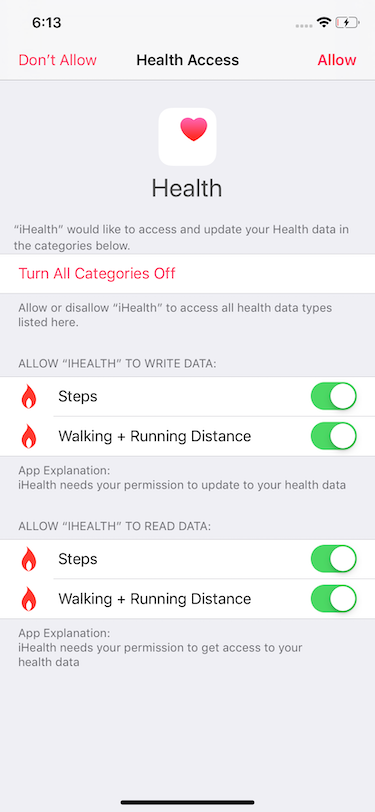 6:13
Don’t Allow Health Access Allow
Health
“iHealth” would like to access and update your Health data in
the categories below.
Turn All Categories Off
Allow or disallow “iHealth” to access all health data types
listed here.
ALLOW “IHEALTH” TO WRITE DATA:
Steps
Walking + Running Distance
App Explanation:
iHealth needs your permission to update to your health data
ALLOW “IHEALTH” TO READ DATA:
Steps
Walking + Running Distance
App Explanation:
iHealth needs your permission to get access to your
health data